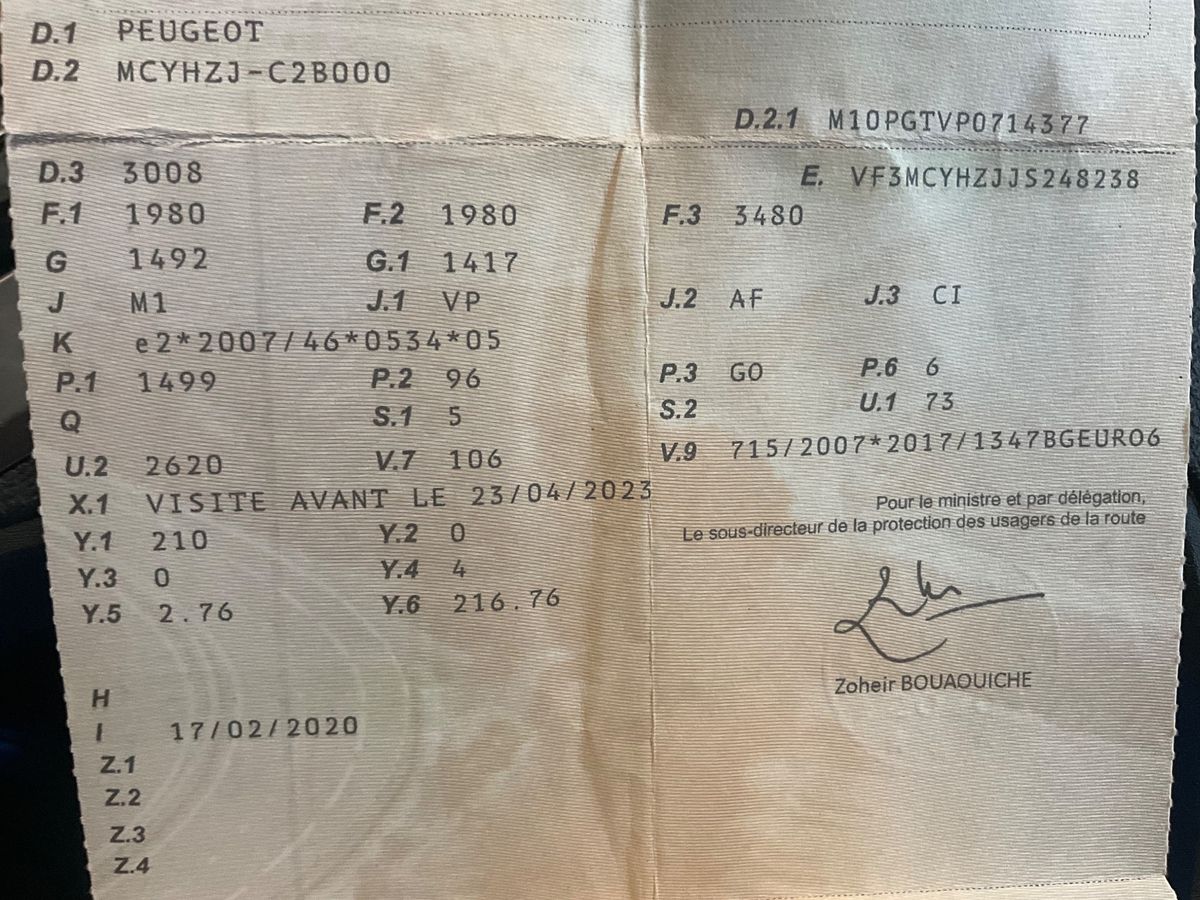 D.1 PEUGEOT
D.2 MCYHZJ-C2B000
D.2.1 M10PGTVP0714377
D.3 3008
E. VF3MCYHZJJS248238
F.1 1980 F.2 1980 F.3 3480
G 1492 G.1 1417
J M1 J.1 VP J.2 AF J.3 CI
K e2*2007/46*0534*05
P.1 1499 P.2 96 P.3 GO P.6 6
Q S.1 5 S.2 U.1 73
U.2 2620 V.7 106 V.9 715/2007*2017/1347BGEURO6
X.1 VISITE AVANT LE 23/04/2023
Pour le ministre et par délégation,
Le sous-directeur de la protection des usagers de la route
Y.1 210 Y.2 0
Y.3 0 Y.4 4
Y.5 2.76 Y.6 216.76
Zoheir BOUAOUICHE
H
I 17/02/2020
Z.1
Z.2
Z.3
Z.4